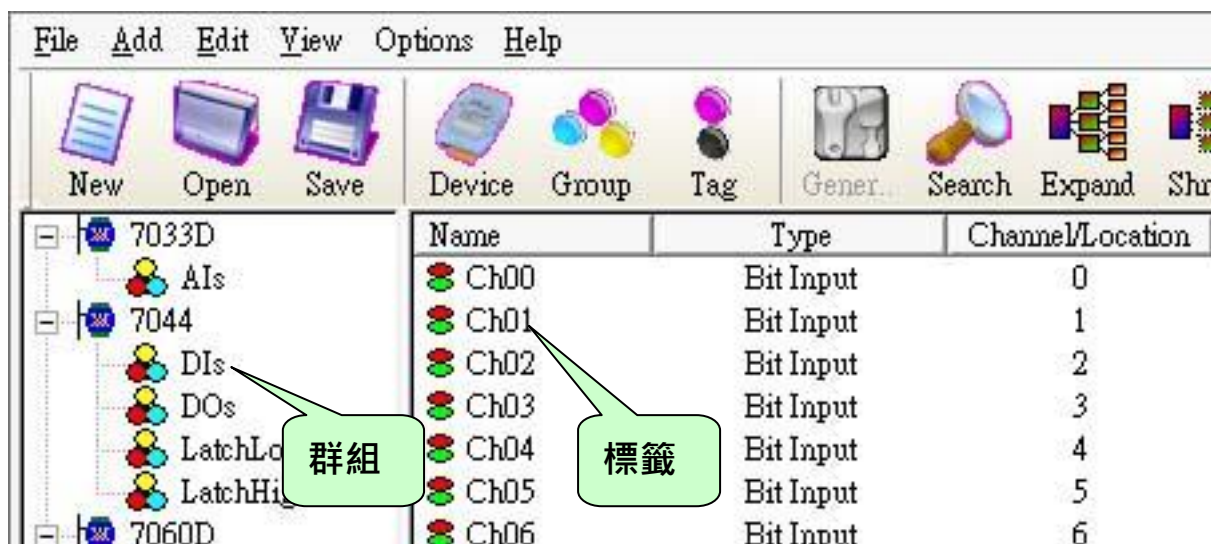 File Add Edit View Options Help
New Open Save Device Group Tag Gener... Search Expand Shr
7033D
AIs
7044
DIs
DOs
LatchLo
LatchHig
7060D
Name Type Channel/Location
Ch00 Bit Input 0
Ch01 Bit Input 1
Ch02 Bit Input 2
Ch03 Bit Input 3
Ch04 Bit Input 4
Ch05 Bit Input 5
Ch06 Bit Input 6
群組
標籤